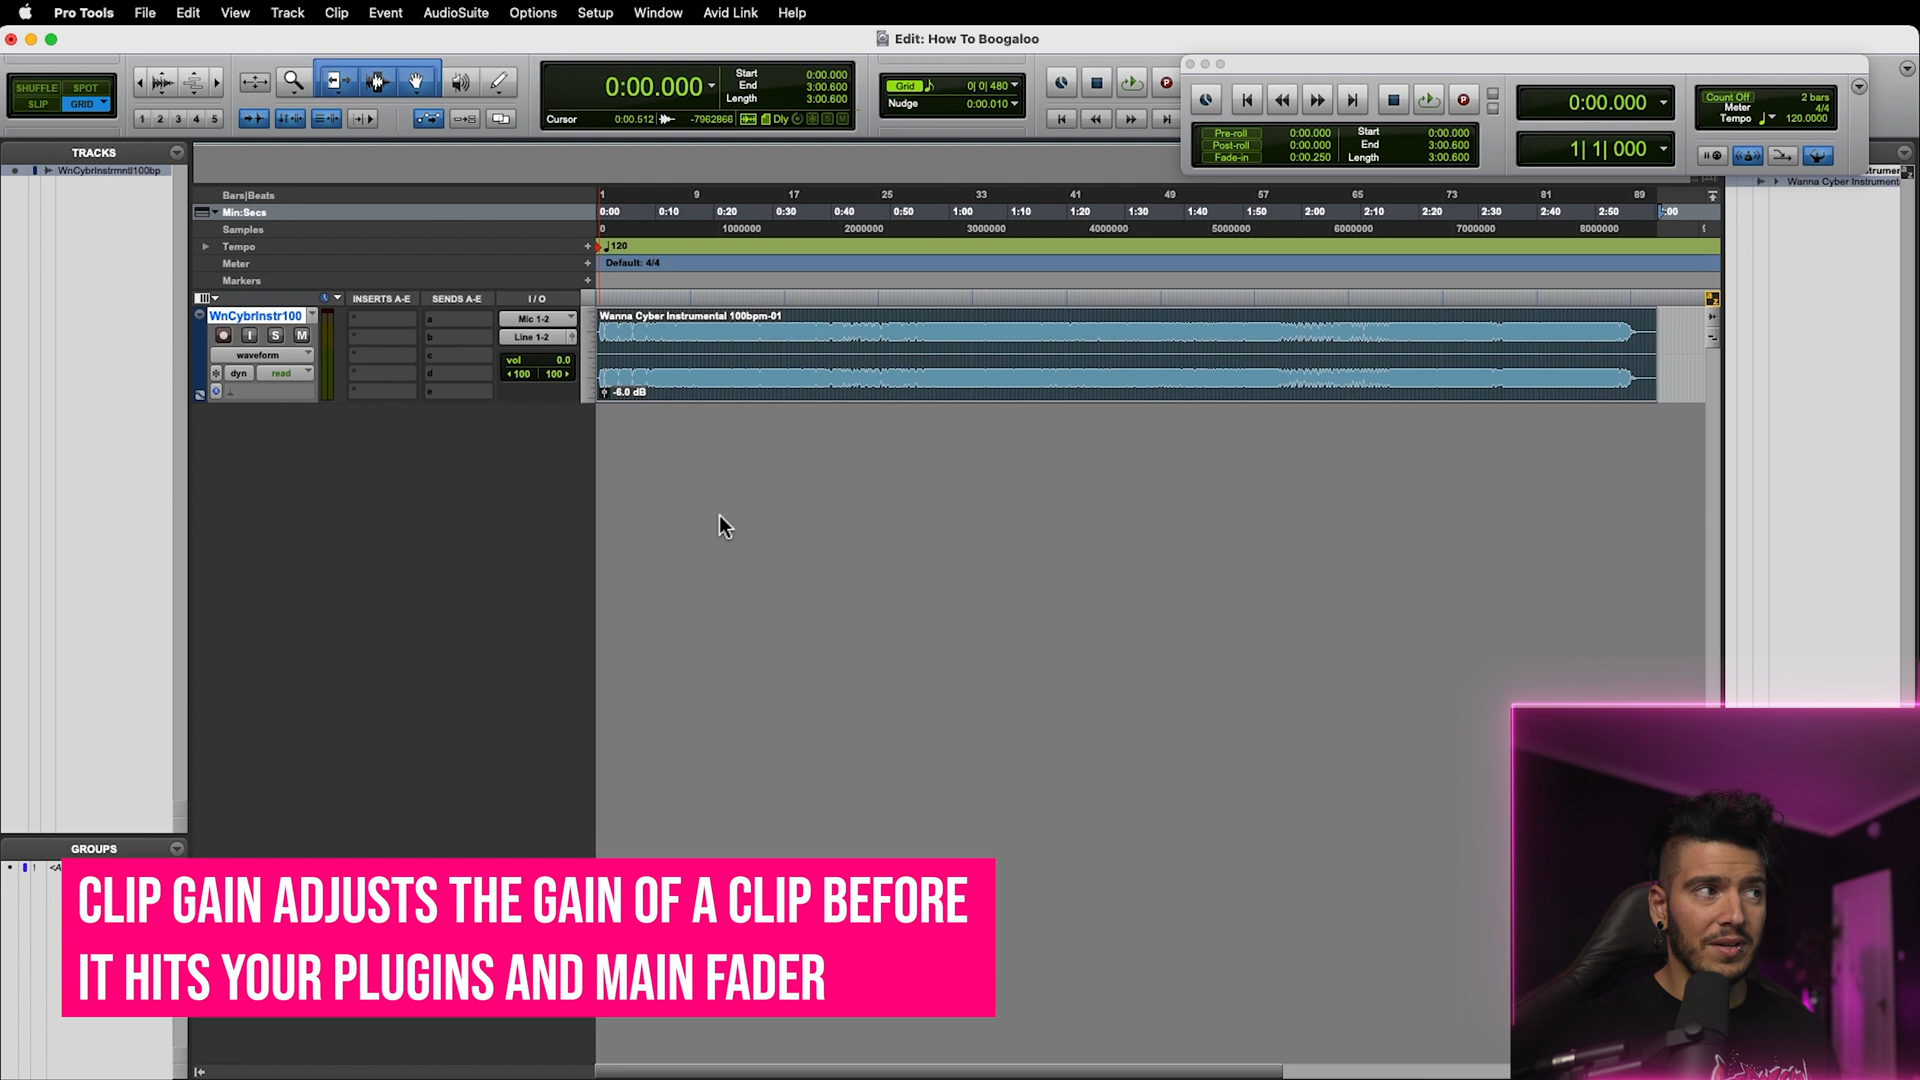 Pro Tools File Edit View Track Clip Event AudioSuite Options Setup Window Avid Link Help
Edit: How To Boogaloo
SHUFFLE SPOT
SLIP GRID
1 2 3 4 5
0:00.000
Start 0:00.000
End 3:00.600
Length 3:00.600
Cursor 0:00.512 -7962866 Dly
Grid 0| 0| 480
Nudge 0:00.010
Pre-roll 0:00.000
Post-roll 0:00.000
Fade-in 0:00.250
Start 0:00.000
End 3:00.600
Length 3:00.600
0:00.000
1| 1| 000
Count Off 2 bars
Meter 4/4
Tempo 120.0000
TRACKS
WnCybrInstrmntl100bp
Wanna Cyber Instrument
Bars|Beats 1 9 17 25 33 41 49 57 65 73 81 89
Min:Secs 0:00 0:10 0:20 0:30 0:40 0:50 1:00 1:10 1:20 1:30 1:40 1:50 2:00 2:10 2:20 2:30 2:40 2:50 :00
Samples 0 1000000 2000000 3000000 4000000 5000000 6000000 7000000 8000000
Tempo 120
Meter Default: 4/4
Markers
INSERTS A-E SENDS A-E I / O
WnCybrInstr100
I S M
waveform
dyn read
a
b
c
d
e
Mic 1-2
Line 1-2
vol 0.0
100 100
Wanna Cyber Instrumental 100bpm-01
-6.0 dB
GROUPS
CLIP GAIN ADJUSTS THE GAIN OF A CLIP BEFORE
IT HITS YOUR PLUGINS AND MAIN FADER